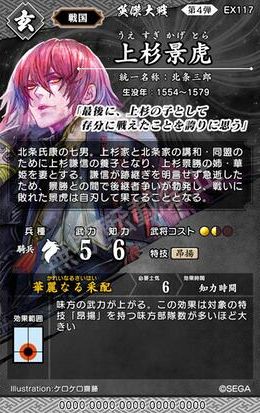 玄 戦国 英傑大戦 第4弾 EX117
うえ すぎ かげ とら
上杉景虎
統一名称：北条三郎
生没年：1554～1579
「最後に、上杉の子として
存分に戦えたことを誇りに思う」
北条氏康の七男。上杉家と北条家の講和・同盟の
ために上杉謙信の養子となり、上杉景勝の姉・華
姫を妻とする。謙信が跡継ぎを明言せず急逝した
ため、景勝との間で後継者争いが勃発し、戦いに
敗れた景虎は自刃して果てることとなる。
兵種 武力 知力 武将コスト
騎兵 5 6 特技 昂揚
かれいなるさいはい 必要士気 効果時間
華麗なる采配 6 知力時間
効果範囲
味方の武力が上がる。この効果は対象の特
技「昂揚」を持つ味方部隊数が多いほど大
きい
Illustration:ケロケロ齋藤 ©SEGA
0000-0000-0000-0000-0000